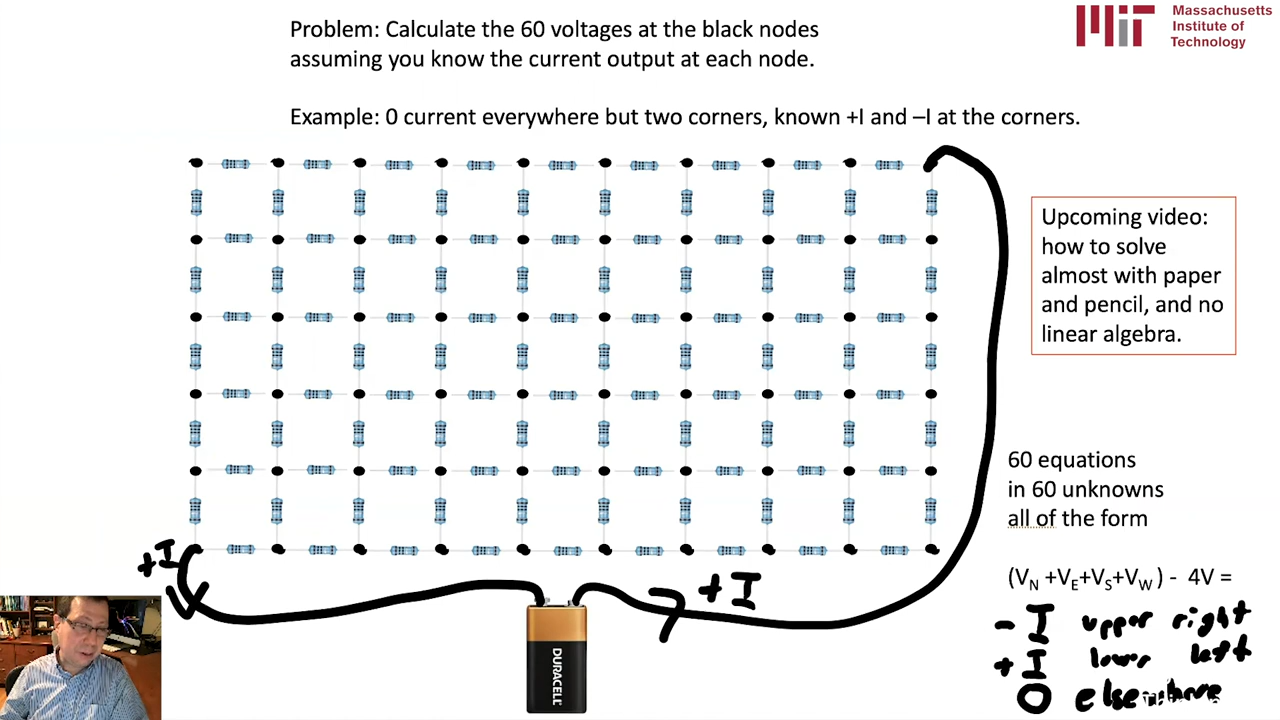 Problem: Calculate the 60 voltages at the black nodes
assuming you know the current output at each node.
Massachusetts
Institute of
Technology
Example: 0 current everywhere but two corners, known +I and –I at the corners.
Upcoming video:
how to solve
almost with paper
and pencil, and no
linear algebra.
60 equations
in 60 unknowns
all of the form
(VN +VE+VS+VW ) - 4V =
- I upper right
+ I lower left
0 elsewhere
+I
+I
DURACELL